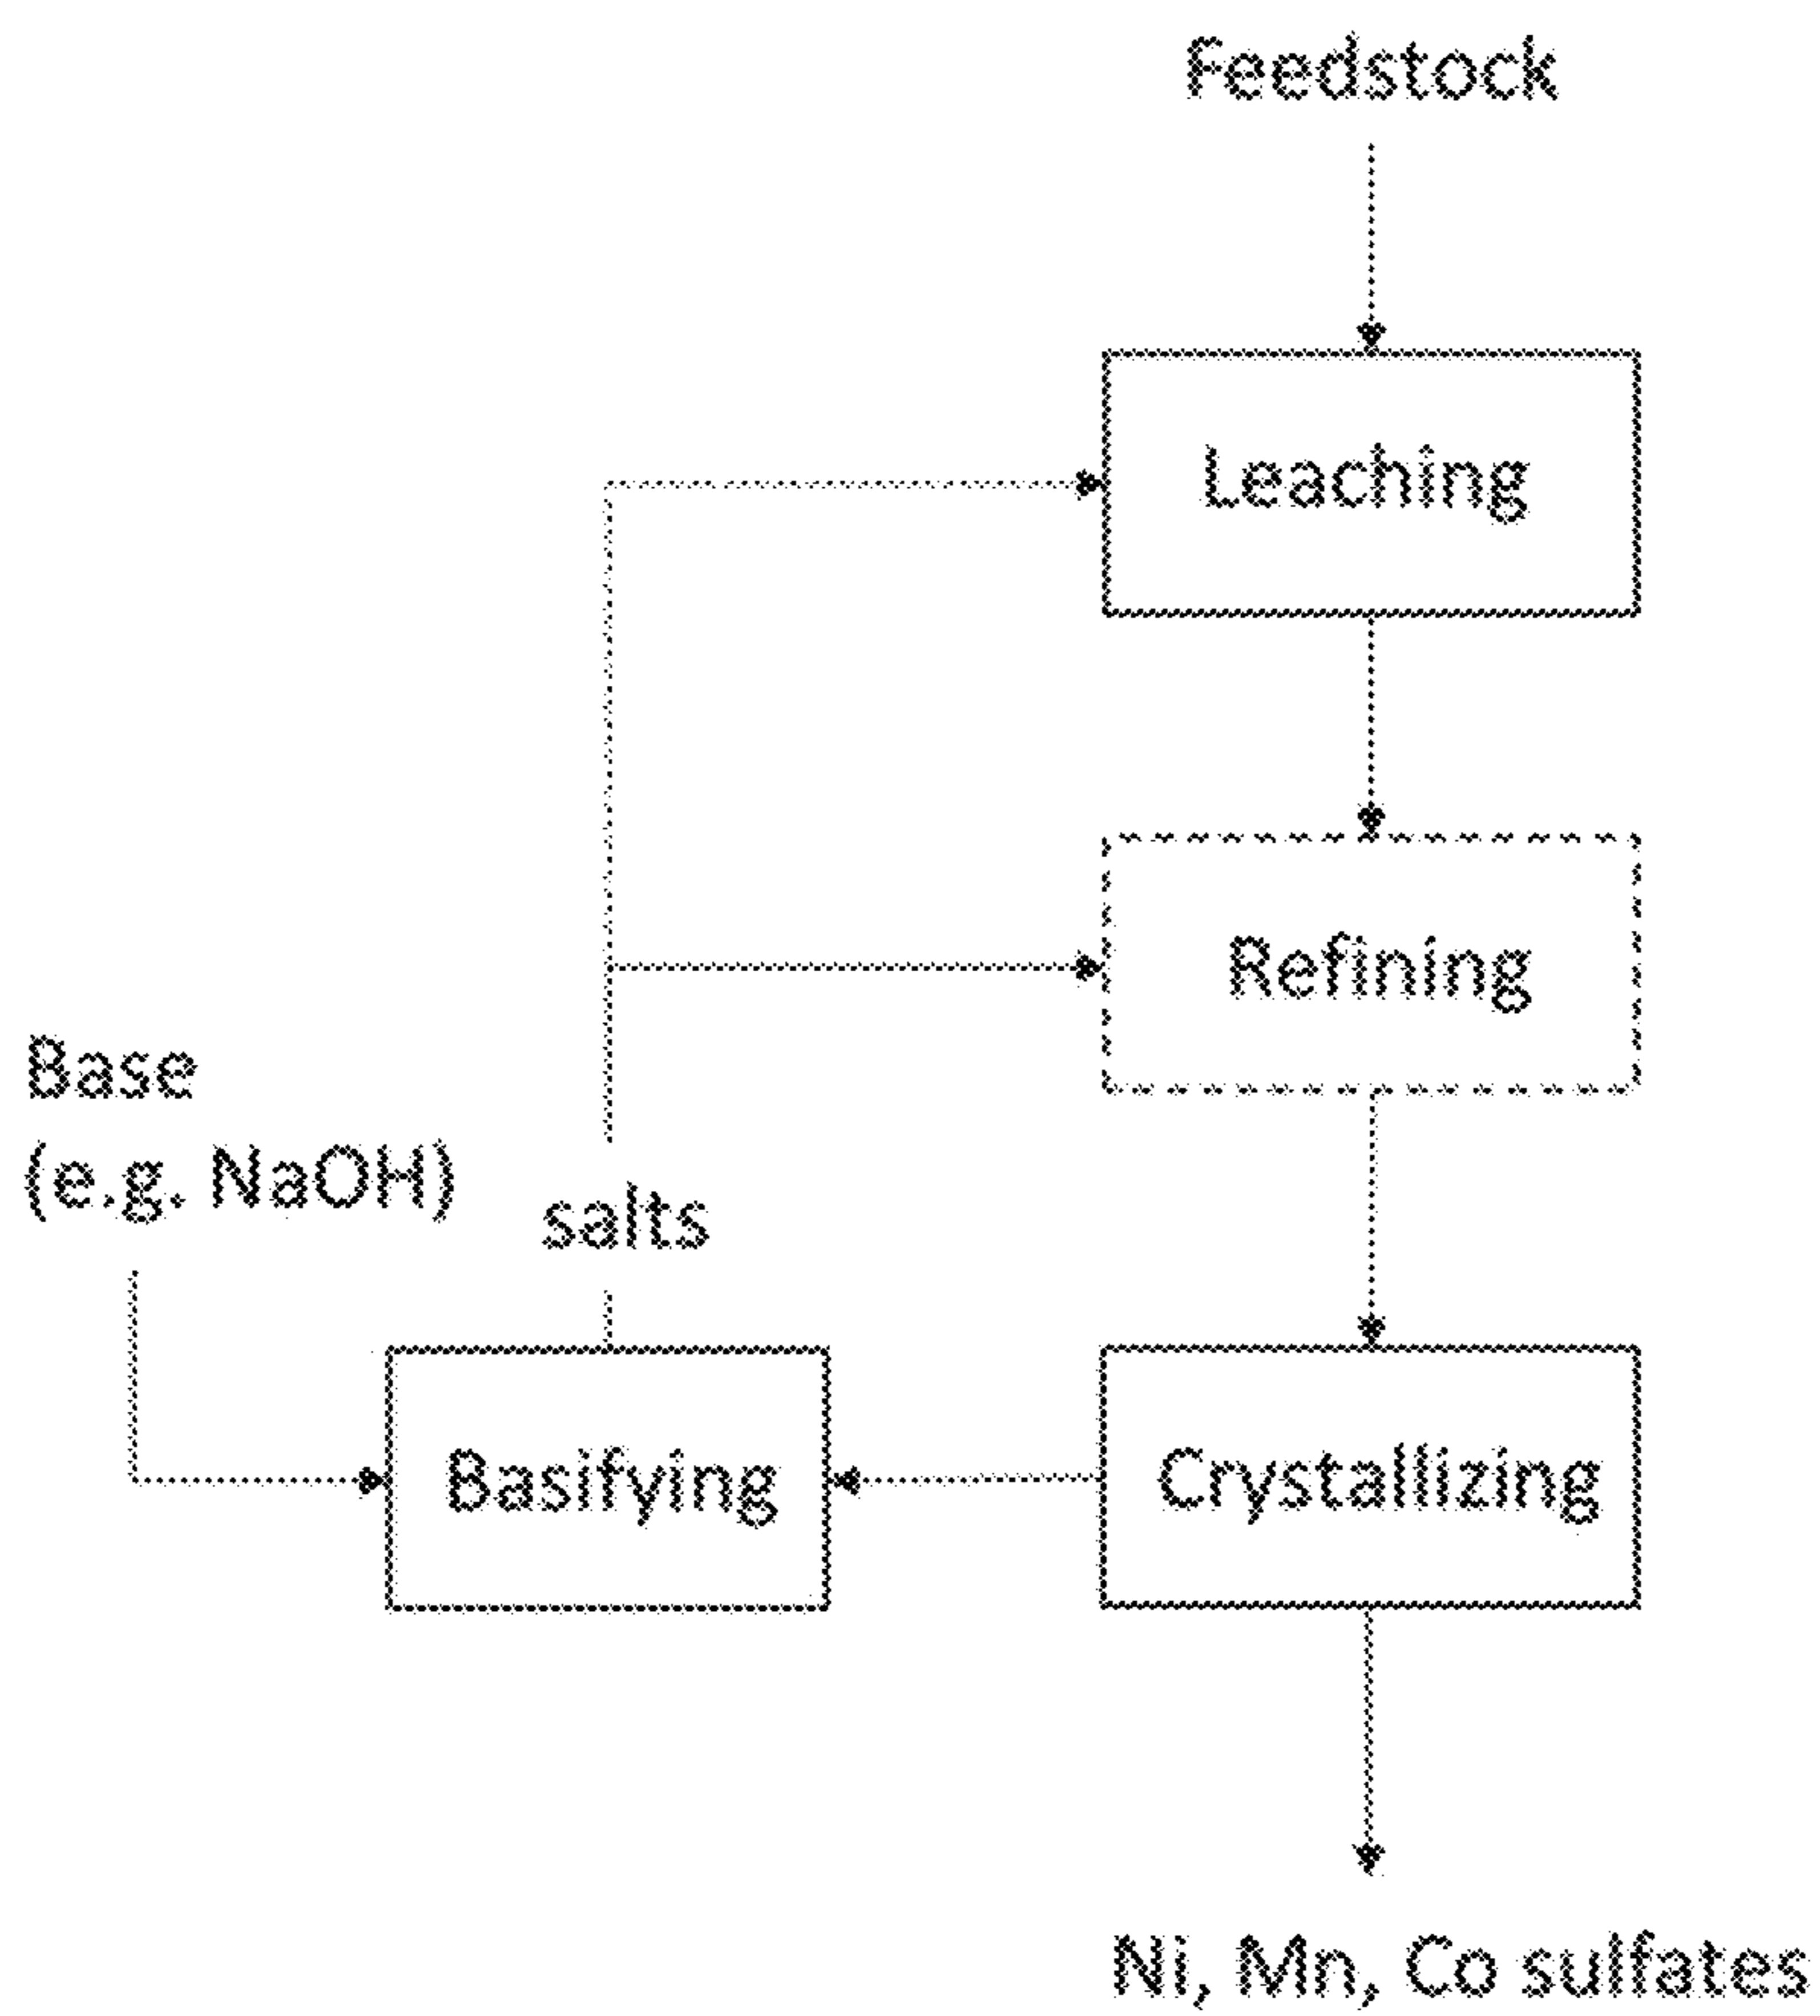 Feedstock
Leaching
Refining
Base
(e.g. NaOH)
salts
Basifying
Crystallizing
Ni, Mn, Co sulfates